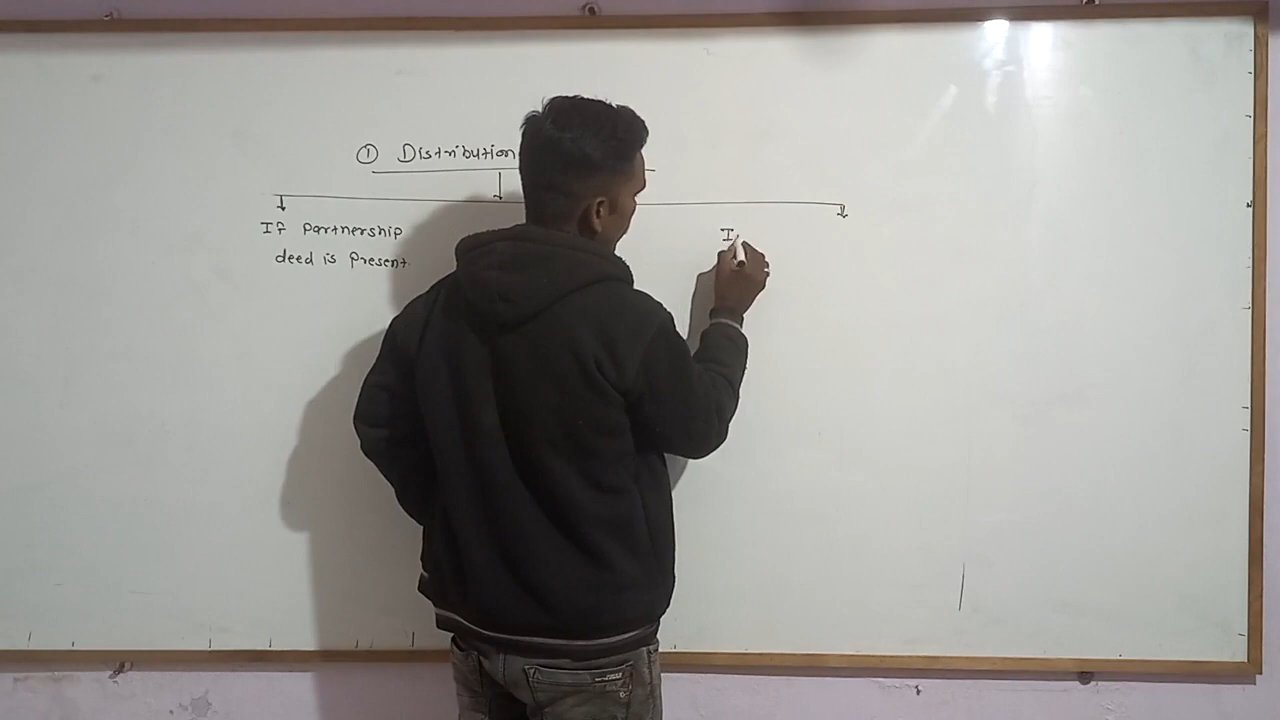 ① Distribution
If Partnership
deed is Present.
I